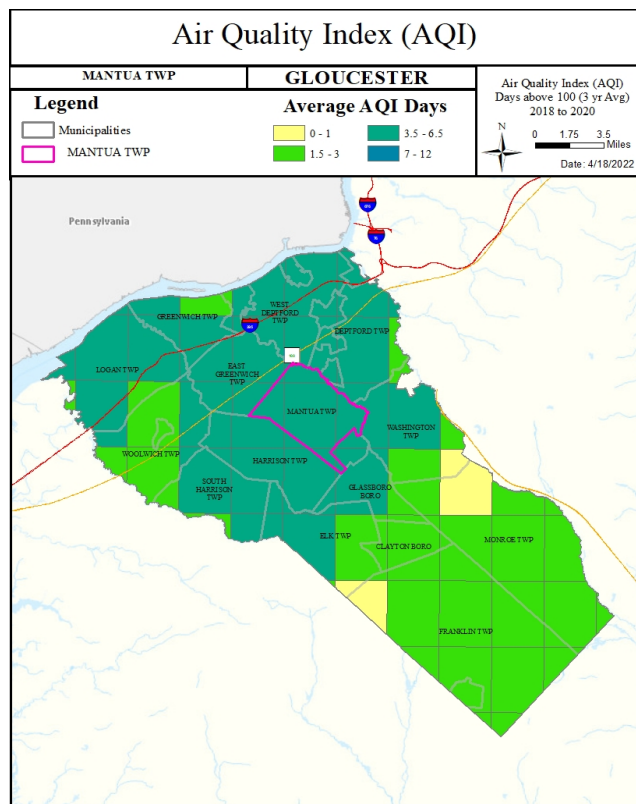 Air Quality Index (AQI)
MANTUA TWP
GLOUCESTER
Legend
Municipalities
MANTUA TWP
Average AQI Days
0 - 1
3.5 - 6.5
1.5 - 3
7 - 12
Air Quality Index (AQI)
Days above 100 (3 yr Avg)
2018 to 2020
N
0 1.75 3.5
Miles
Date: 4/18/2022
Pennsylvania
WEST
DEPTFORD
TWP
GREENWICH TWP
DEPTFORD TWP
LOGAN TWP
EAST
GREENWICH
TWP
MANTUA TWP
WASHINGTON
TWP
WOOLWICH TWP
HARRISON TWP
SOUTH
HARRISON
TWP
GLASSBORO
BORO
ELK TWP
CLAYTON BORO
MONROE TWP
FRANKLIN TWP